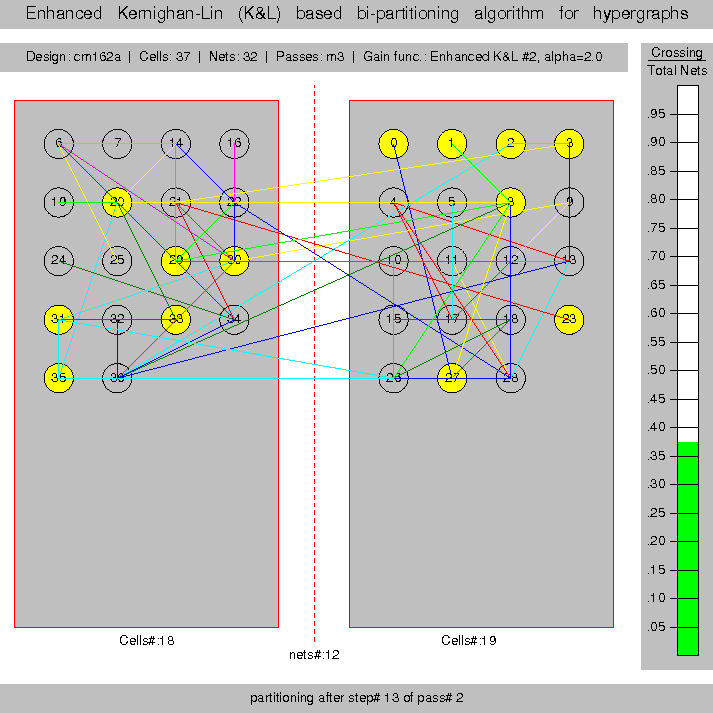 Enhanced Kernighan-Lin (K&L) based bi-partitioning algorithm for hypergraphs
Design: cm162a | Cells: 37 | Nets: 32 | Passes: m3 | Gain func.: Enhanced K&L #2, alpha=2.0
Crossing
Total Nets
.95
.90
.85
.80
.75
.70
.65
.60
.55
.50
.45
.40
.35
.30
.25
.20
.15
.10
.05
6 7 14 16 0 1 2 3
19 20 21 22 4 5 8 9
24 25 29 30 10 11 12 13
31 32 33 34 15 17 18 23
35 36 26 27 28
Cells#:18 Cells#:19
nets#:12
partitioning after step# 13 of pass# 2